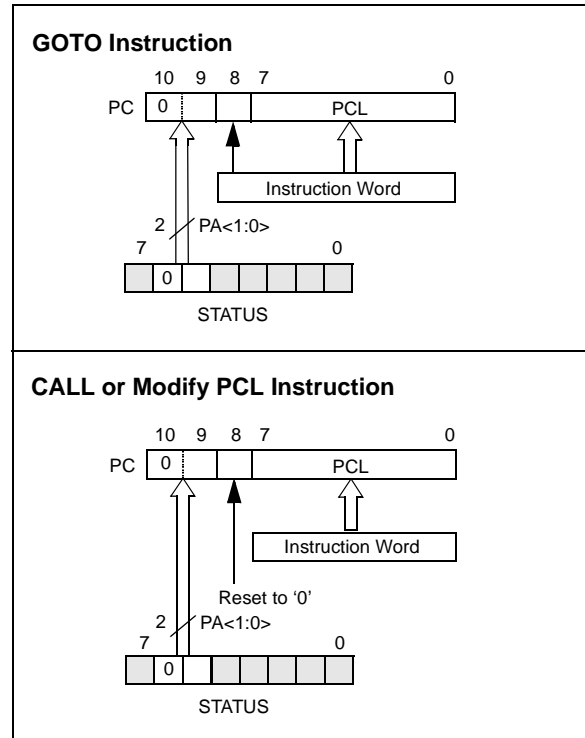 GOTO Instruction
10 9 8 7 0
PC 0 PCL
Instruction Word
2 PA<1:0>
7 0
0
STATUS
CALL or Modify PCL Instruction
10 9 8 7 0
PC 0 PCL
Instruction Word
Reset to ‘0’
2 PA<1:0>
7 0
0
STATUS